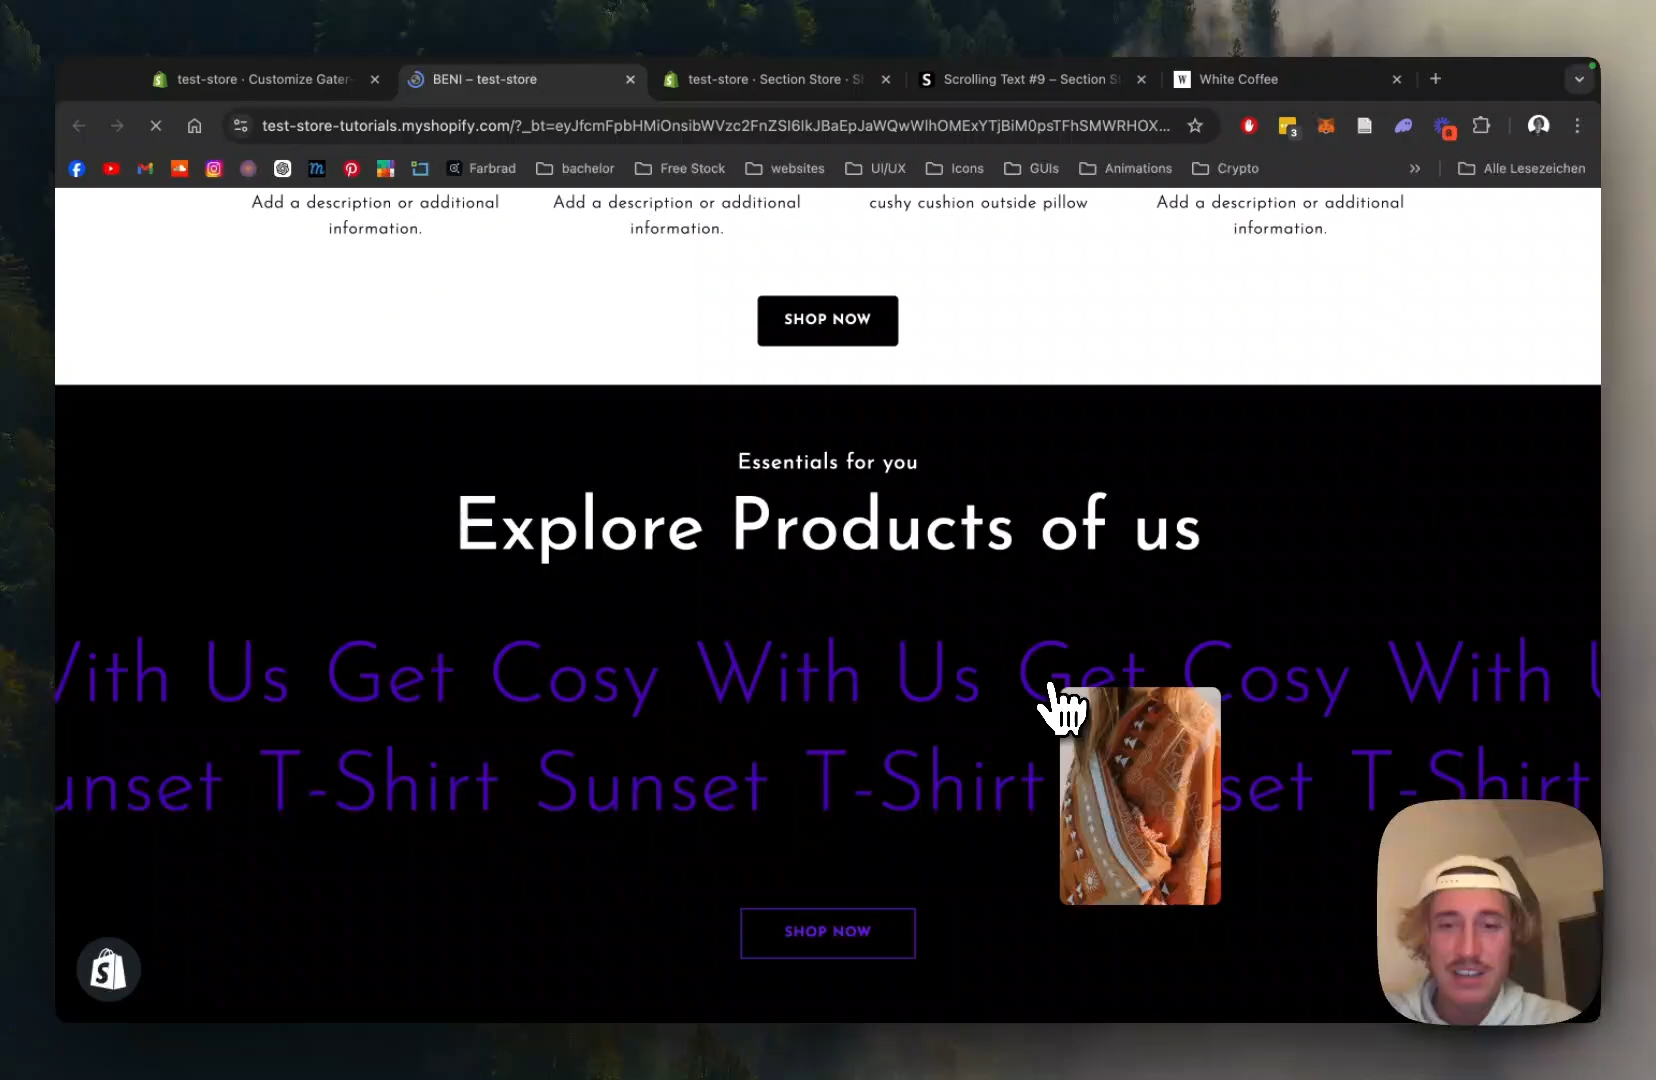 test-store · Customize Gater
BENI – test-store
test-store · Section Store · S
Scrolling Text #9 – Section S
White Coffee
test-store-tutorials.myshopify.com/?_bt=eyJfcmFpbHMiOnsibWVzc2FnZSI6IkJBaEpJaWQwWlhOMExYTjBiM0psTFhSMWRHOX...
3
Farbrad
bachelor
Free Stock
websites
UI/UX
Icons
GUIs
Animations
Crypto
Alle Lesezeichen
Add a description or additional information.
Add a description or additional information.
cushy cushion outside pillow
Add a description or additional information.
SHOP NOW
Essentials for you
Explore Products of us
With Us Get Cosy With Us Get Cosy With U
unset T-Shirt Sunset T-Shirt set T-Shirt
SHOP NOW